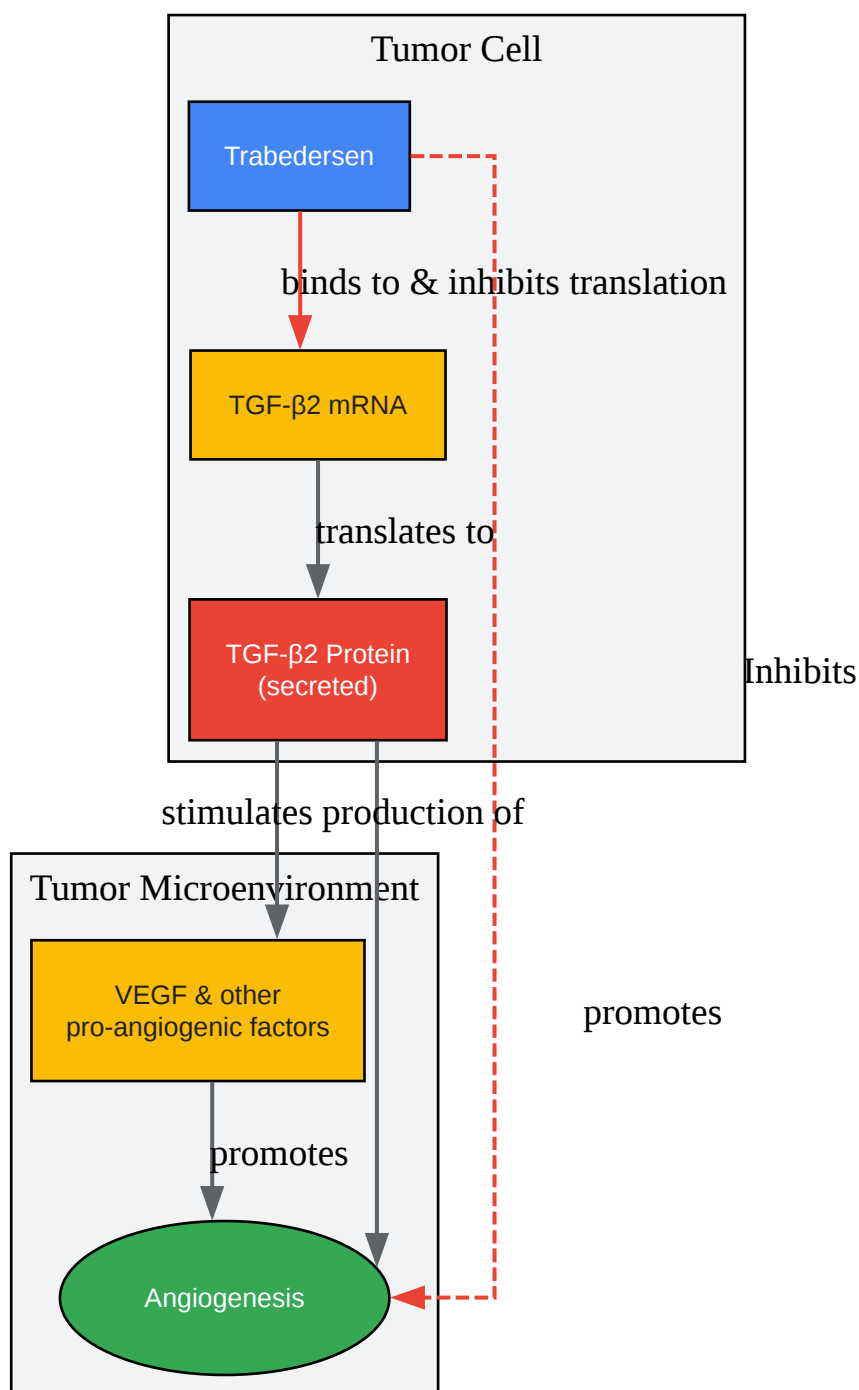 Tumor Cell
Trabedersen
binds to & inhibits translation
TGF-β2 mRNA
translates to
TGF-β2 Protein
(secreted)
Inhibits
stimulates production of
Tumor Microenvironment
VEGF & other
pro-angiogenic factors
promotes
promotes
Angiogenesis